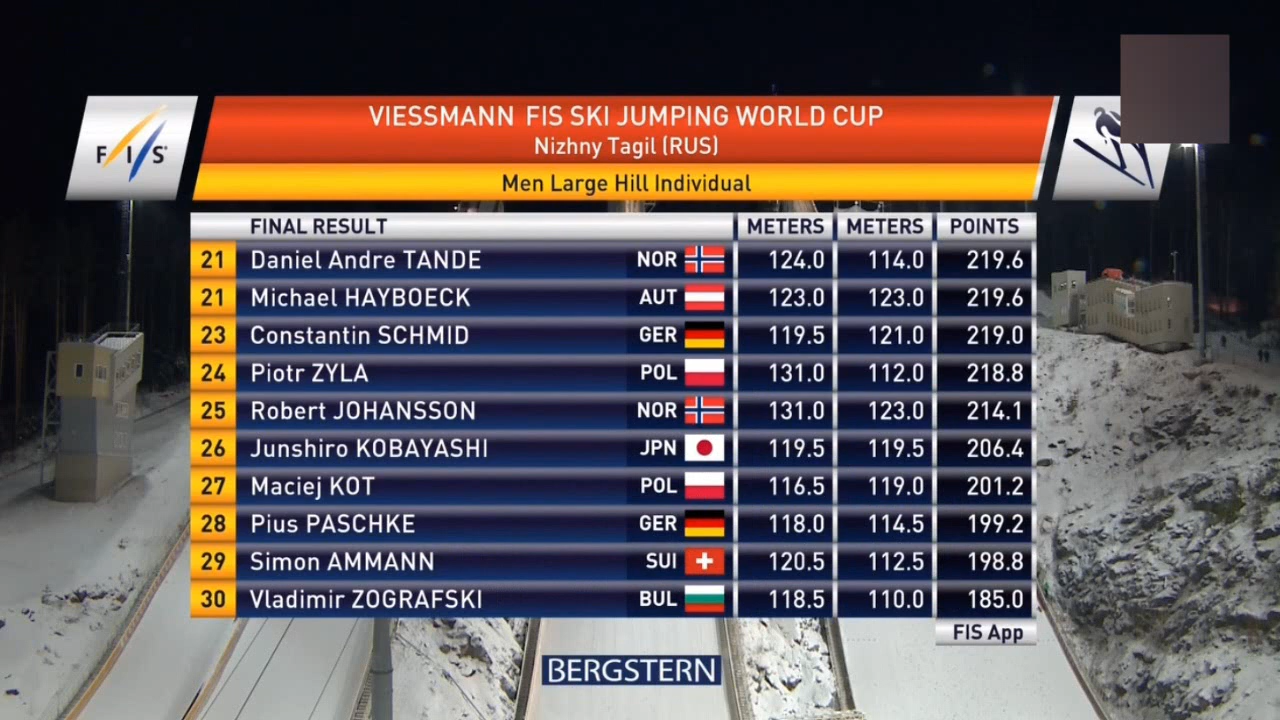 VIESSMANN FIS SKI JUMPING WORLD CUP
Nizhny Tagil (RUS)
F I S
Men Large Hill Individual
FINAL RESULT METERS METERS POINTS
21 Daniel Andre TANDE NOR 124.0 114.0 219.6
21 Michael HAYBOECK AUT 123.0 123.0 219.6
23 Constantin SCHMID GER 119.5 121.0 219.0
24 Piotr ZYLA POL 131.0 112.0 218.8
25 Robert JOHANSSON NOR 131.0 123.0 214.1
26 Junshiro KOBAYASHI JPN 119.5 119.5 206.4
27 Maciej KOT POL 116.5 119.0 201.2
28 Pius PASCHKE GER 118.0 114.5 199.2
29 Simon AMMANN SUI 120.5 112.5 198.8
30 Vladimir ZOGRAFSKI BUL 118.5 110.0 185.0
FIS App
BERGSTERN